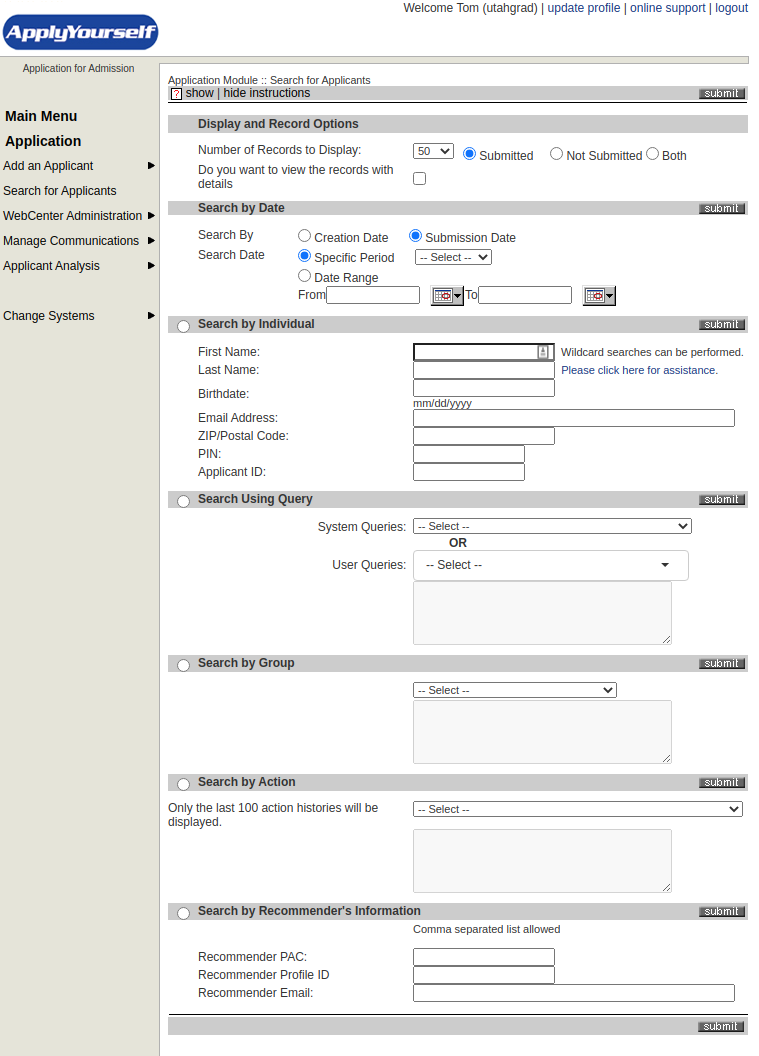 Welcome Tom (utahgrad) | update profile | online support | logout
ApplyYourself
Application for Admission
Main Menu
Application
Add an Applicant
Search for Applicants
WebCenter Administration
Manage Communications
Applicant Analysis
Change Systems
Application Module :: Search for Applicants
? show | hide instructions submit
Display and Record Options
Number of Records to Display: 50 Submitted Not Submitted Both
Do you want to view the records with
details
Search by Date submit
Search By Creation Date Submission Date
Search Date Specific Period -- Select --
Date Range
From To
Search by Individual submit
First Name: Wildcard searches can be performed.
Last Name: Please click here for assistance.
Birthdate:
mm/dd/yyyy
Email Address:
ZIP/Postal Code:
PIN:
Applicant ID:
Search Using Query submit
System Queries: -- Select --
OR
User Queries: -- Select --
Search by Group submit
-- Select --
Search by Action submit
Only the last 100 action histories will be -- Select --
displayed.
Search by Recommender's Information submit
Comma separated list allowed
Recommender PAC:
Recommender Profile ID
Recommender Email:
submit